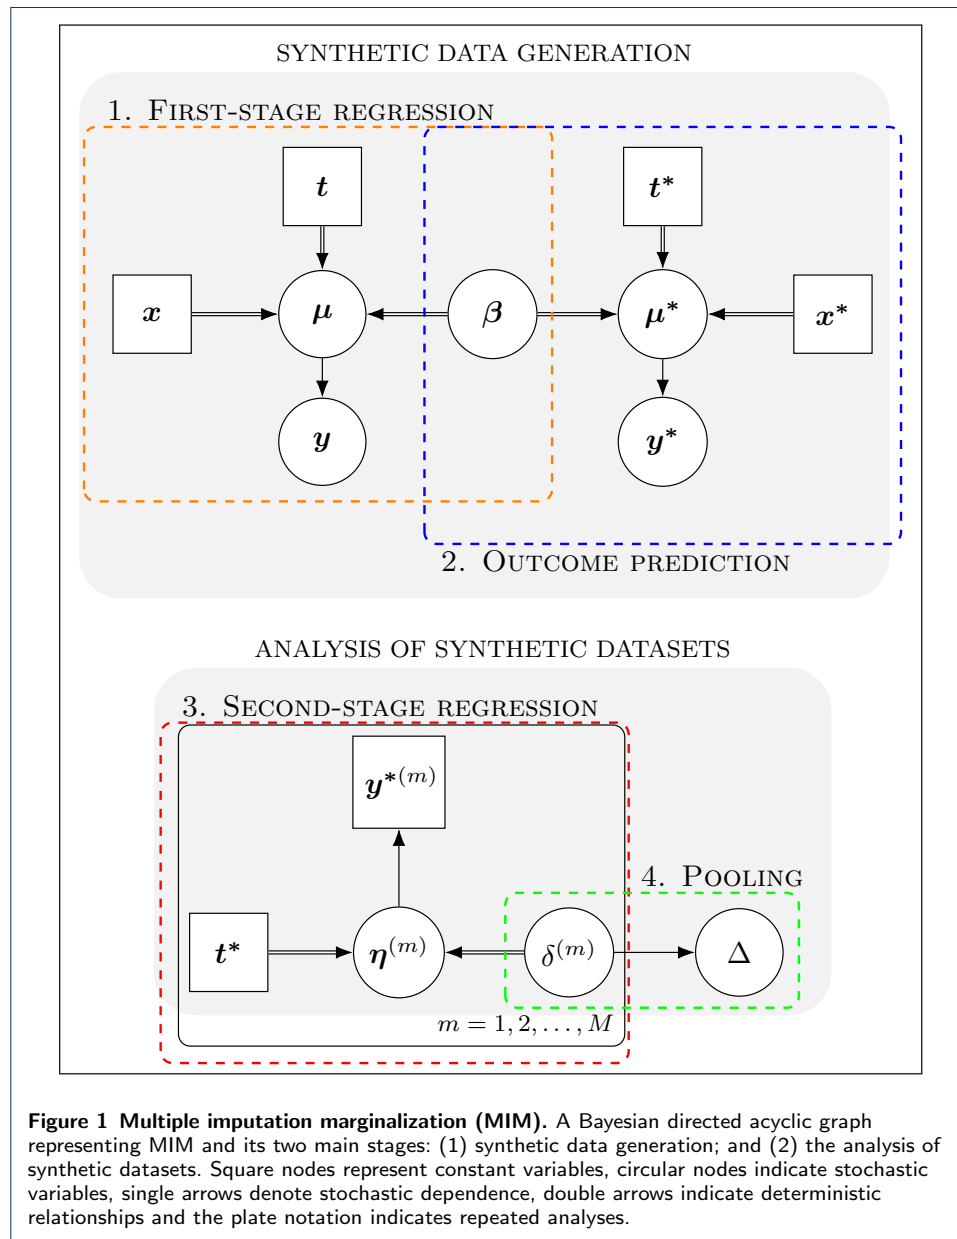 SYNTHETIC DATA GENERATION
1. First-stage regression
t
t*
x
μ
β
μ*
x*
y
y*
2. Outcome prediction
ANALYSIS OF SYNTHETIC DATASETS
3. Second-stage regression
y*(m)
4. Pooling
t*
η(m)
δ(m)
Δ
m = 1, 2, . . . , M
Figure 1 Multiple imputation marginalization (MIM). A Bayesian directed acyclic graph
representing MIM and its two main stages: (1) synthetic data generation; and (2) the analysis of
synthetic datasets. Square nodes represent constant variables, circular nodes indicate stochastic
variables, single arrows denote stochastic dependence, double arrows indicate deterministic
relationships and the plate notation indicates repeated analyses.